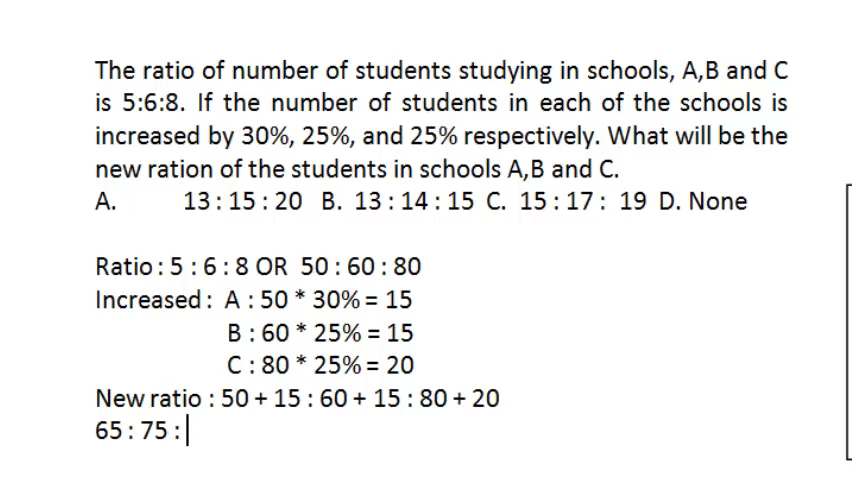 The ratio of number of students studying in schools, A,B and C
is 5:6:8. If the number of students in each of the schools is
increased by 30%, 25%, and 25% respectively. What will be the
new ration of the students in schools A,B and C.
A. 13 : 15 : 20 B. 13 : 14 : 15 C. 15 : 17 : 19 D. None
Ratio : 5 : 6 : 8 OR 50 : 60 : 80
Increased : A : 50 * 30% = 15
B : 60 * 25% = 15
C : 80 * 25% = 20
New ratio : 50 + 15 : 60 + 15 : 80 + 20
65 : 75 :